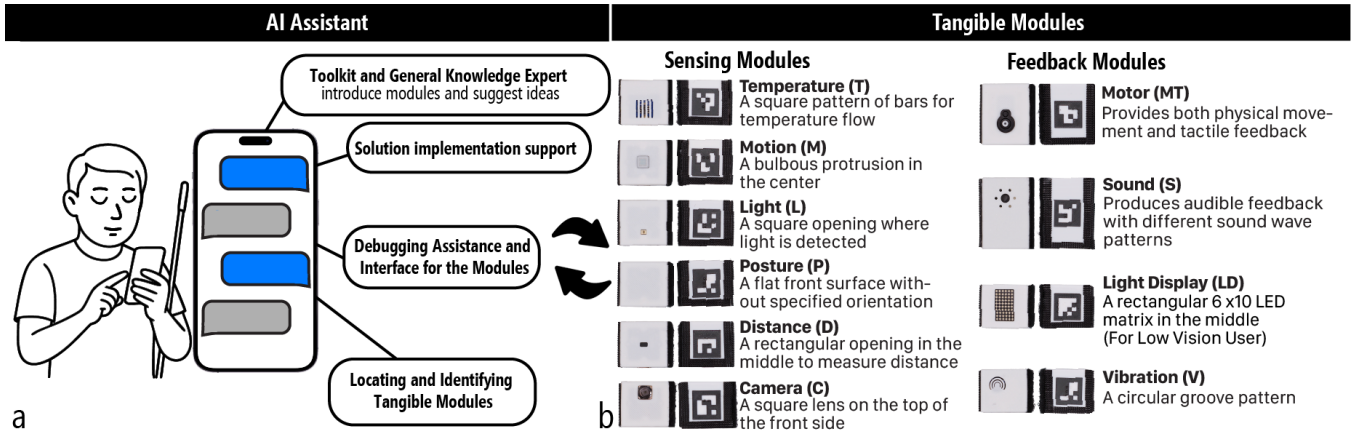 AI Assistant
Toolkit and General Knowledge Expert
introduce modules and suggest ideas
Solution implementation support
Debugging Assistance and
Interface for the Modules
Locating and Identifying
Tangible Modules
a
Tangible Modules
Sensing Modules
Temperature (T)
A square pattern of bars for
temperature flow
Motion (M)
A bulbous protrusion in
the center
Light (L)
A square opening where
light is detected
Posture (P)
A flat front surface with-
out specified orientation
Distance (D)
A rectangular opening in the
middle to measure distance
Camera (C)
A square lens on the top of
the front side
Feedback Modules
Motor (MT)
Provides both physical move-
ment and tactile feedback
Sound (S)
Produces audible feedback
with different sound wave
patterns
Light Display (LD)
A rectangular 6 x10 LED
matrix in the middle
(For Low Vision User)
Vibration (V)
A circular groove pattern
b